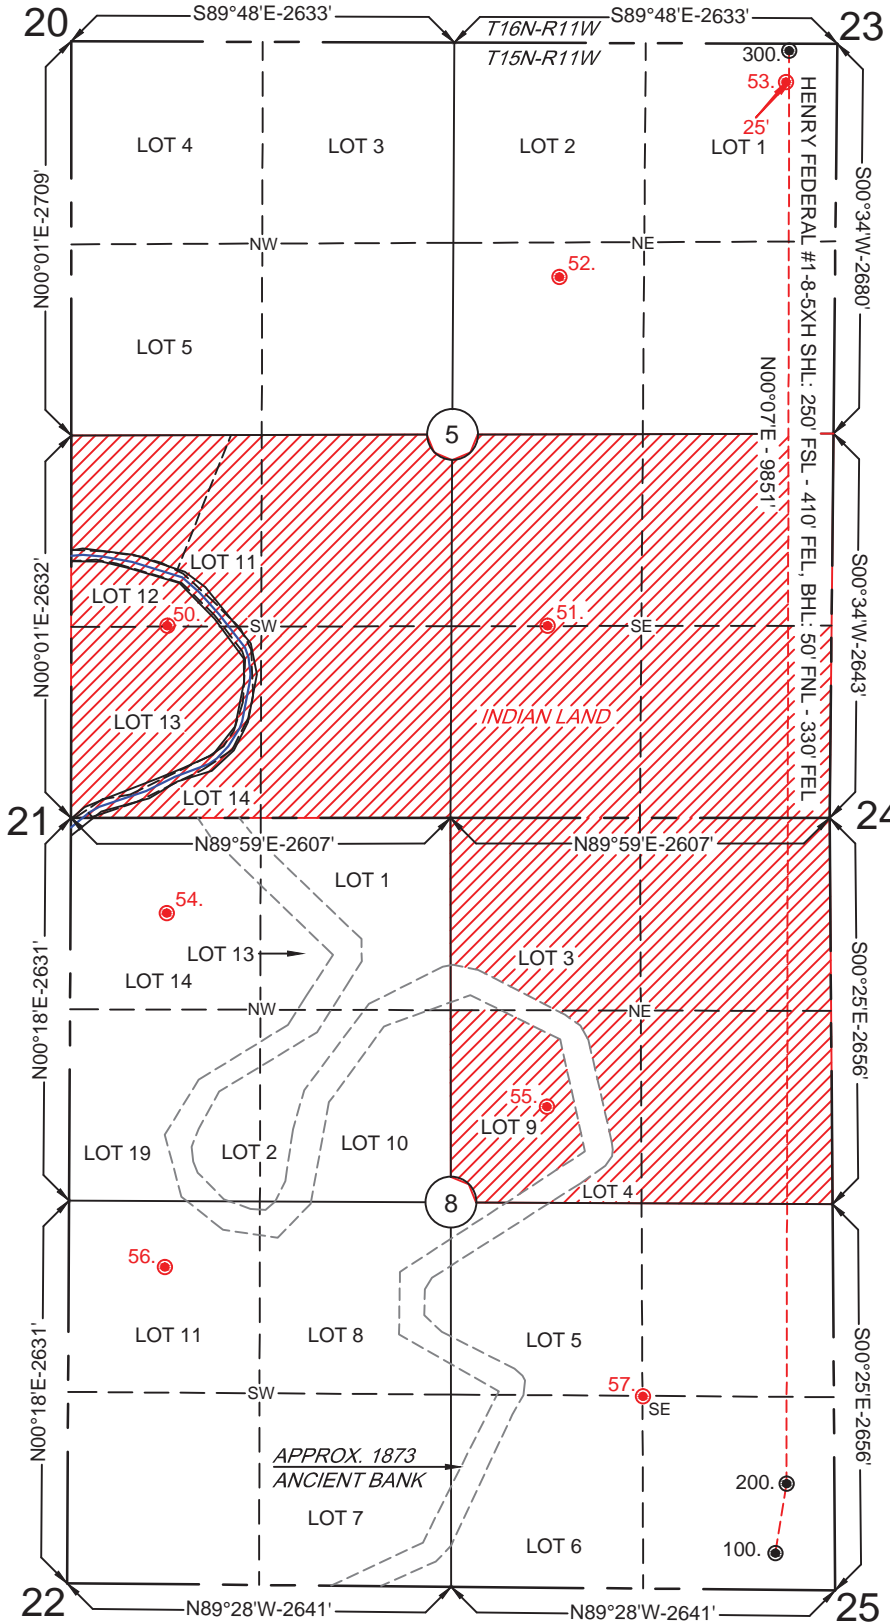 20
S89°48'E-2633'
T16N-R11W
S89°48'E-2633'
23
T15N-R11W
300.
53.
25'
LOT 4
LOT 3
LOT 2
LOT 1
N00°01'E-2709'
S00°34'W-2680'
NW
NE
52.
LOT 5
HENRY FEDERAL #1-8-5XH SHL: 250' FSL - 410' FEL, BHL: 50' FNL - 330' FEL
N00°07'E - 9851'
5
LOT 11
LOT 12
50.
SW
51.
SE
N00°01'E-2632'
S00°34'W-2643'
LOT 13
INDIAN LAND
LOT 14
21
24
N89°59'E-2607'
N89°59'E-2607'
LOT 1
54.
LOT 13
LOT 14
LOT 3
N00°18'E-2631'
S00°25'E-2656'
NW
NE
55.
LOT 9
LOT 19
LOT 2
LOT 10
LOT 4
8
56.
LOT 11
LOT 8
LOT 5
N00°18'E-2631'
S00°25'E-2656'
SW
57.
SE
APPROX. 1873
ANCIENT BANK
200.
LOT 7
LOT 6
100.
22
N89°28'W-2641'
N89°28'W-2641'
25